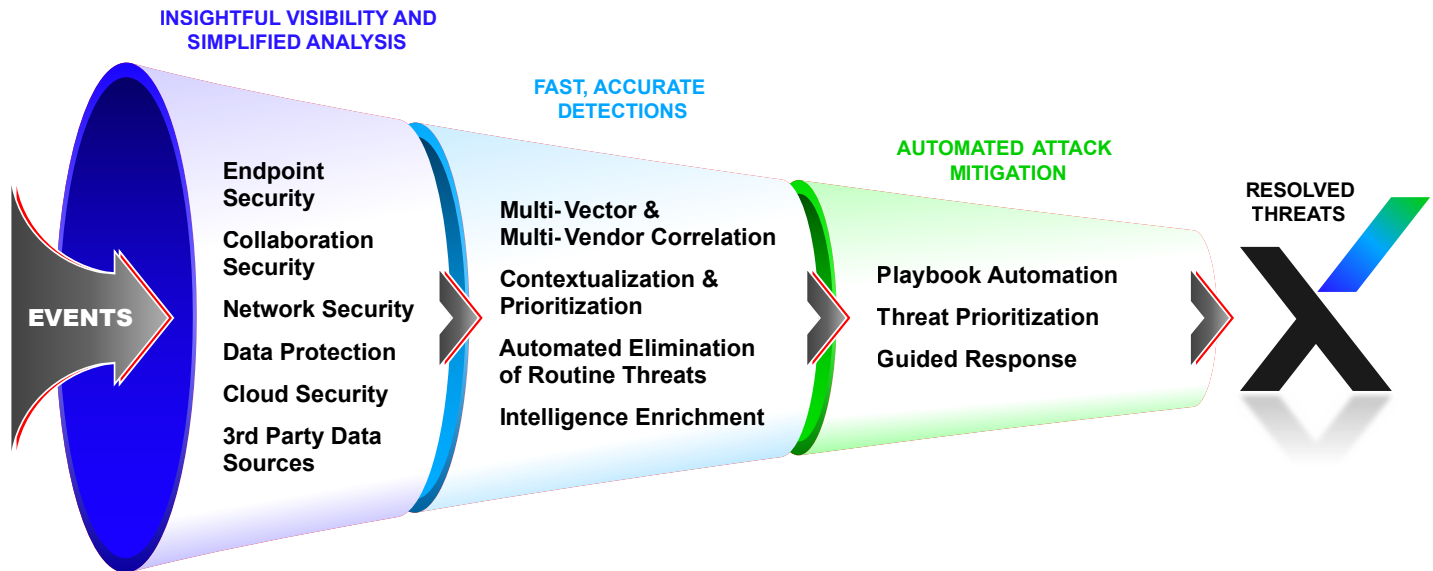 INSIGHTFUL VISIBILITY AND
SIMPLIFIED ANALYSIS
FAST, ACCURATE
DETECTIONS
AUTOMATED ATTACK
MITIGATION
RESOLVED
THREATS
EVENTS
Endpoint
Security
Collaboration
Security
Network Security
Data Protection
Cloud Security
3rd Party Data
Sources
Multi-Vector &
Multi-Vendor Correlation
Contextualization &
Prioritization
Automated Elimination
of Routine Threats
Intelligence Enrichment
Playbook Automation
Threat Prioritization
Guided Response